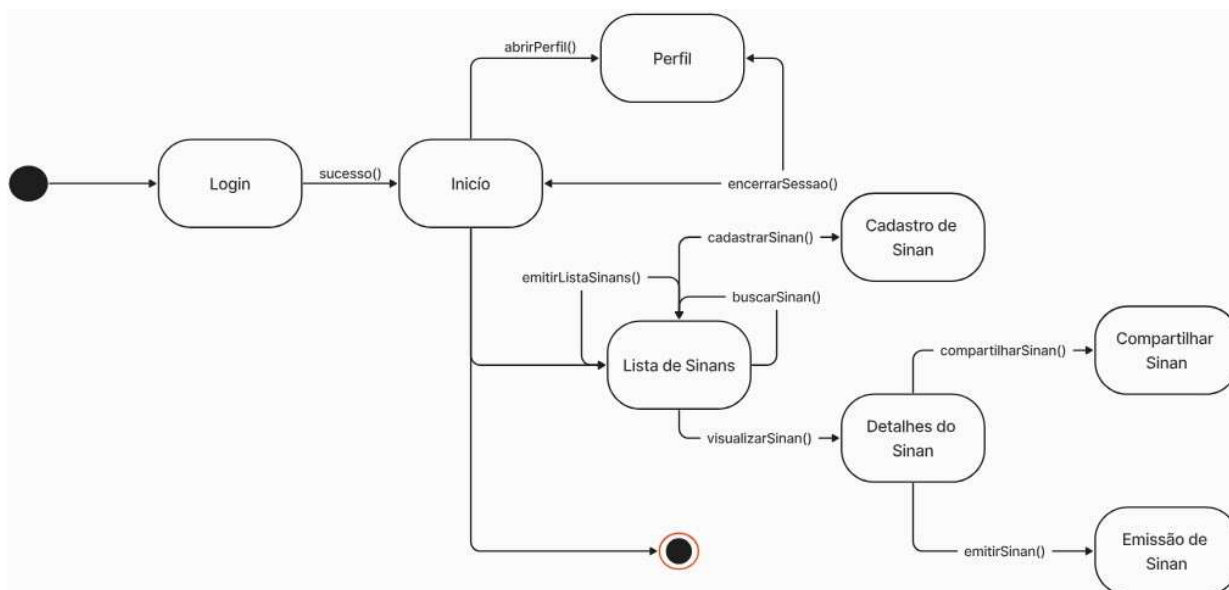 abrirPerfil()
Perfil
Login
sucesso()
Inicío
encerrarSessao()
cadastrarSinan()
Cadastro de
Sinan
emitirListaSinans()
buscarSinan()
Lista de Sinans
compartilharSinan()
Compartilhar
Sinan
visualizarSinan()
Detalhes do
Sinan
emitirSinan()
Emissão de
Sinan